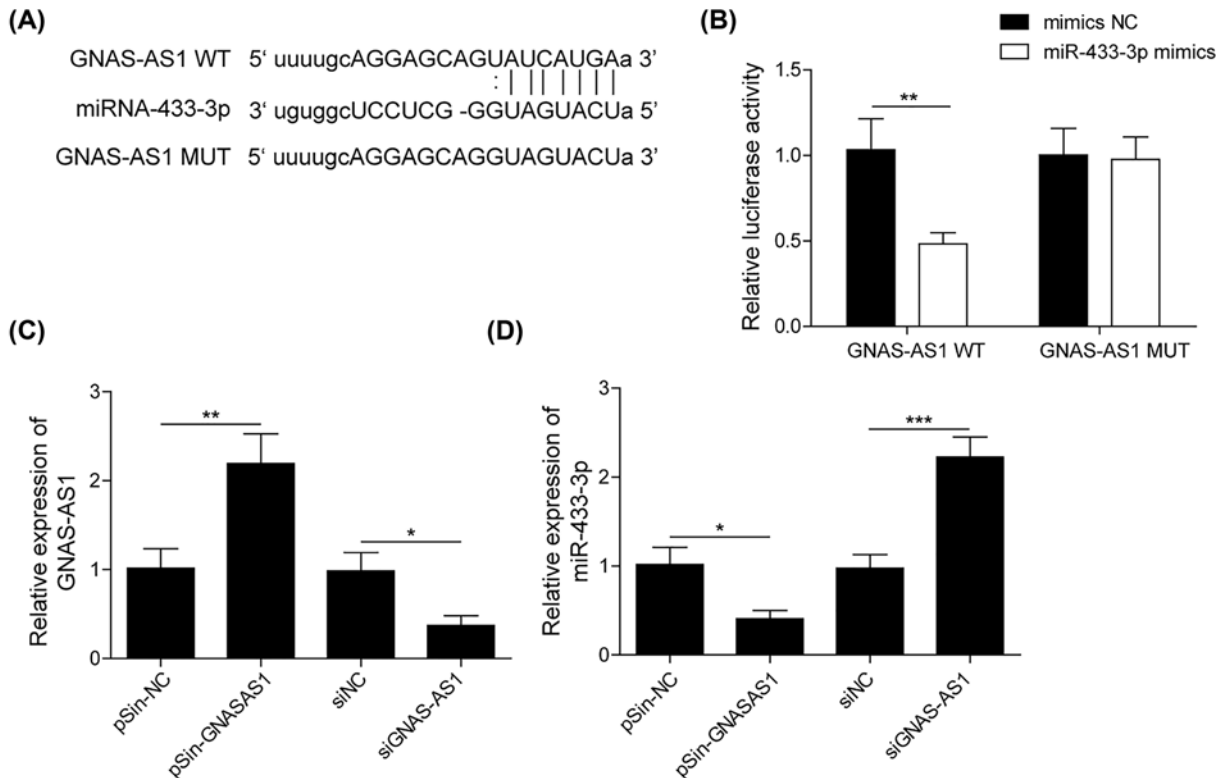 (A)
GNAS-AS1 WT 5‘ uuuugcAGGAGCAGUAUCAUGAa 3’
: | | | | | | |
miRNA-433-3p 3‘ uguggcUCCUCG -GGUAGUACUa 5’
GNAS-AS1 MUT 5‘ uuuugcAGGAGCAGGUAGUACUa 3’
(B)
mimics NC
miR-433-3p mimics
Relative luciferase activity
1.5
1.0
0.5
0.0
**
GNAS-AS1 WT
GNAS-AS1 MUT
(C)
Relative expression of
GNAS-AS1
3
2
1
0
**
*
pSin-NC
pSin-GNASAS1
siNC
siGNAS-AS1
(D)
Relative expression of
miR-433-3p
3
2
1
0
*
***
pSin-NC
pSin-GNASAS1
siNC
siGNAS-AS1